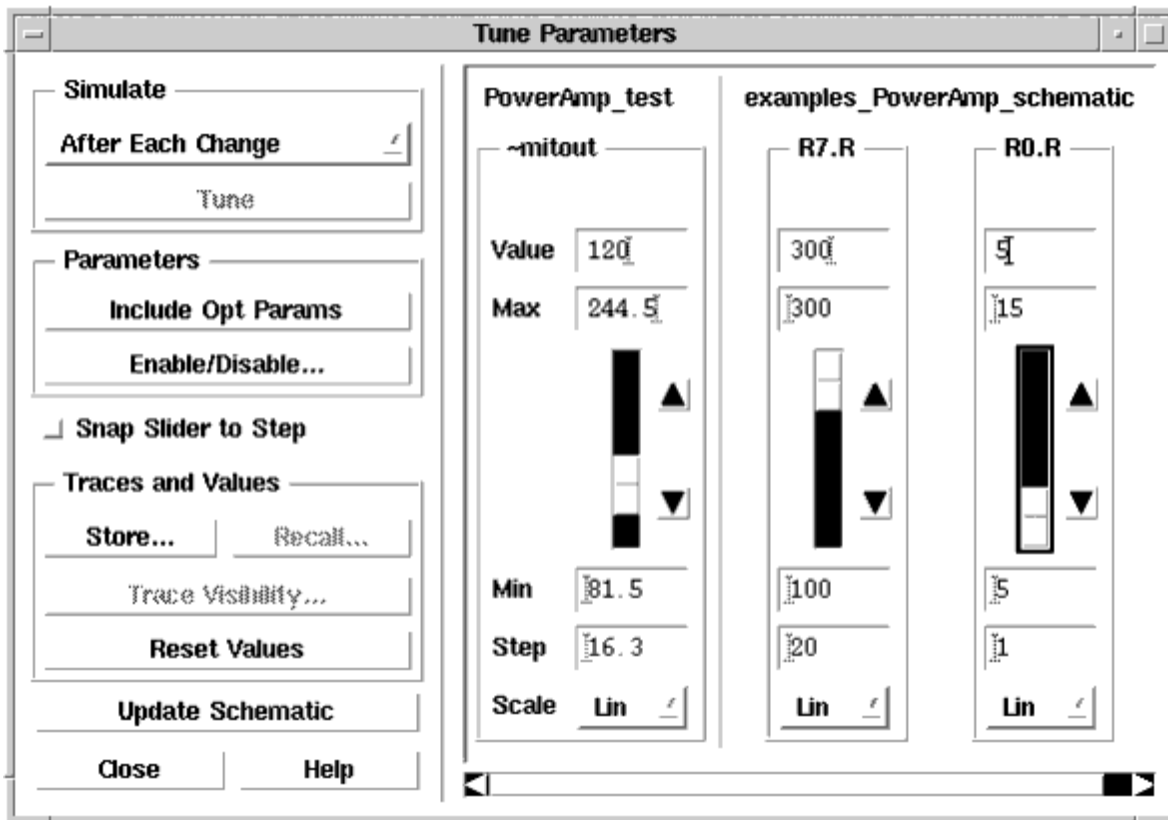 Tune Parameters
Simulate
After Each Change
Tune
Parameters
Include Opt Params
Enable/Disable...
Snap Slider to Step
Traces and Values
Store... Recall...
Trace Visibility...
Reset Values
Update Schematic
Close Help
PowerAmp_test examples_PowerAmp_schematic
~mitout R7.R R0.R
Value 120 300 5
Max 244.5 300 15
Min 81.5 100 5
Step 16.3 20 1
Scale Lin Lin Lin